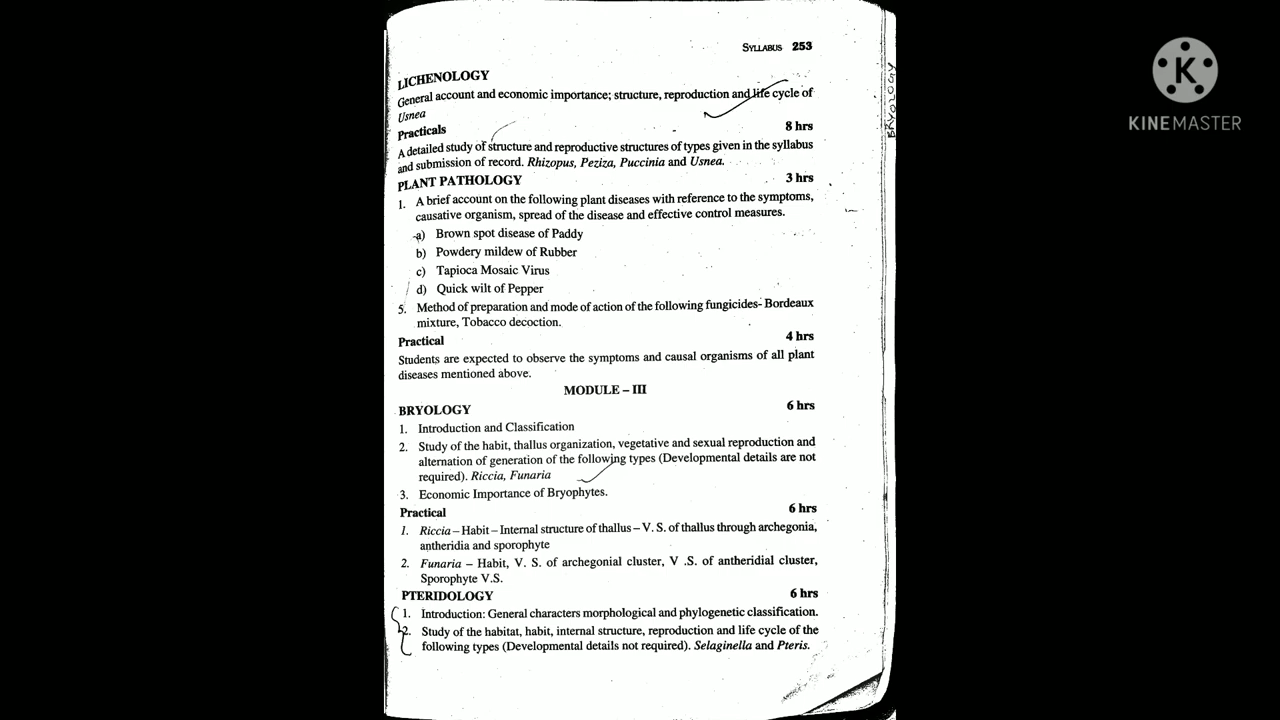 SYLLABUS 253
LICHENOLOGY
General account and economic importance; structure, reproduction and life cycle of
Usnea
Practicals 8 hrs
A detailed study of structure and reproductive structures of types given in the syllabus
and submission of record. Rhizopus, Peziza, Puccinia and Usnea.
PLANT PATHOLOGY 3 hrs
1. A brief account on the following plant diseases with reference to the symptoms,
causative organism, spread of the disease and effective control measures.
a) Brown spot disease of Paddy
b) Powdery mildew of Rubber
c) Tapioca Mosaic Virus
d) Quick wilt of Pepper
5. Method of preparation and mode of action of the following fungicides- Bordeaux
mixture, Tobacco decoction.
Practical 4 hrs
Students are expected to observe the symptoms and causal organisms of all plant
diseases mentioned above.
MODULE – III
BRYOLOGY 6 hrs
1. Introduction and Classification
2. Study of the habit, thallus organization, vegetative and sexual reproduction and
alternation of generation of the following types (Developmental details are not
required). Riccia, Funaria
3. Economic Importance of Bryophytes.
Practical 6 hrs
1. Riccia – Habit – Internal structure of thallus – V. S. of thallus through archegonia,
antheridia and sporophyte
2. Funaria – Habit, V. S. of archegonial cluster, V .S. of antheridial cluster,
Sporophyte V.S.
PTERIDOLOGY 6 hrs
1. Introduction: General characters morphological and phylogenetic classification.
2. Study of the habitat, habit, internal structure, reproduction and life cycle of the
following types (Developmental details not required). Selaginella and Pteris.
BRYOLOGY
K
KINEMASTER